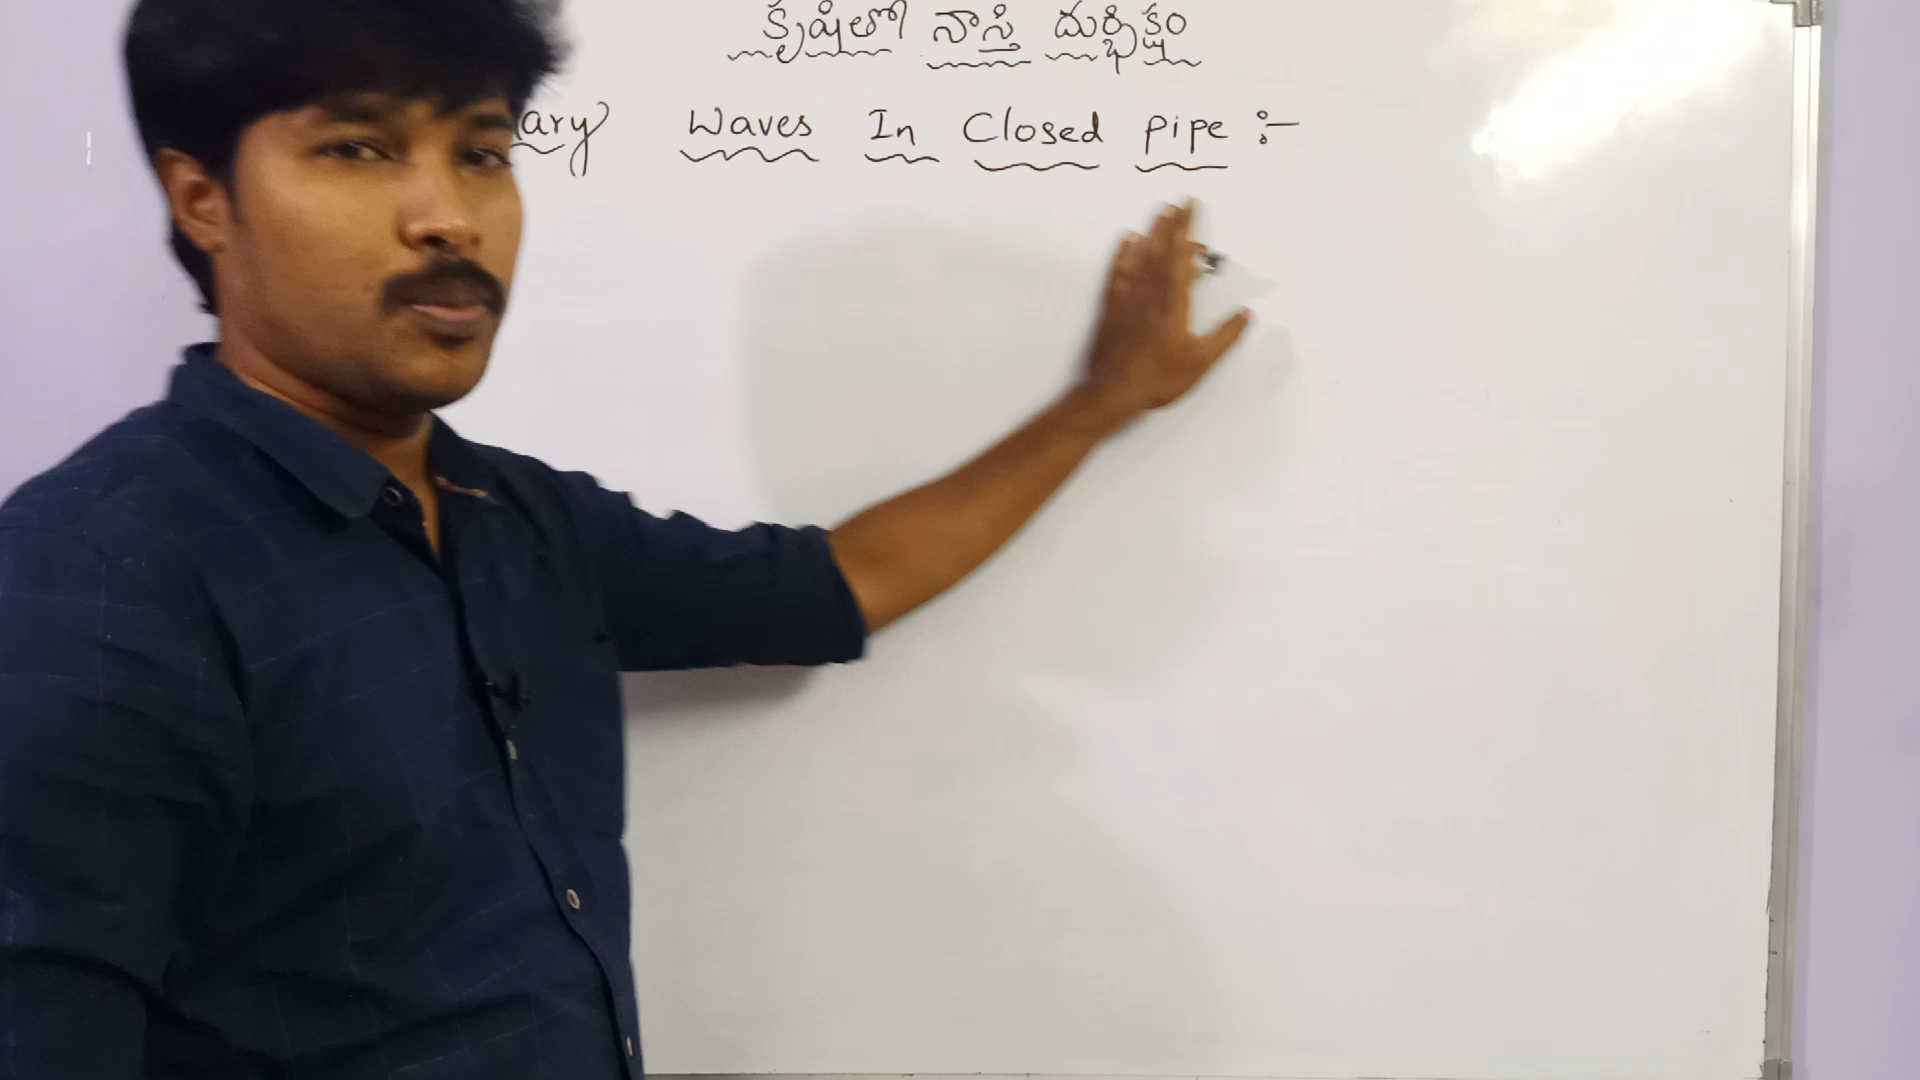 కృషితో నాస్తి దుర్భిక్షం
ary Waves In Closed pipe :-